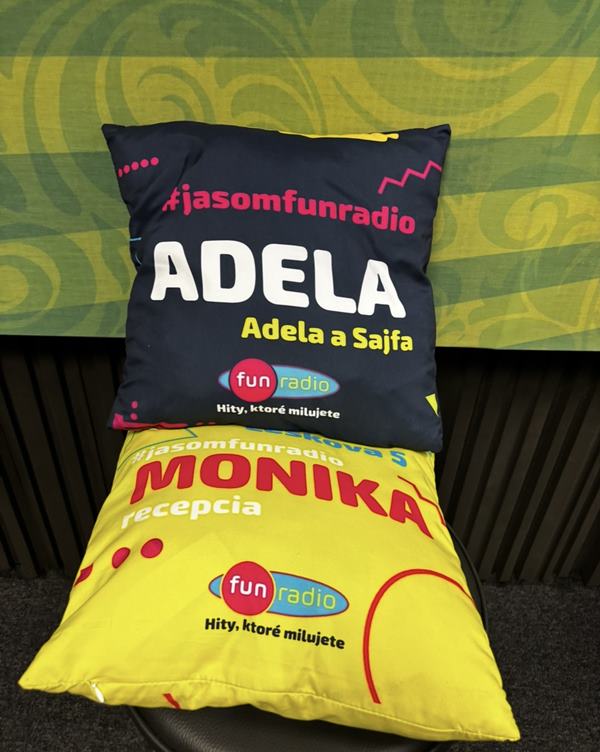 #jasomfunradio
ADELA
Adela a Sajfa
fun radio
Hity, ktoré milujete
#jasomfunradio
MONIKA
recepcia
fun radio
Hity, ktoré milujete